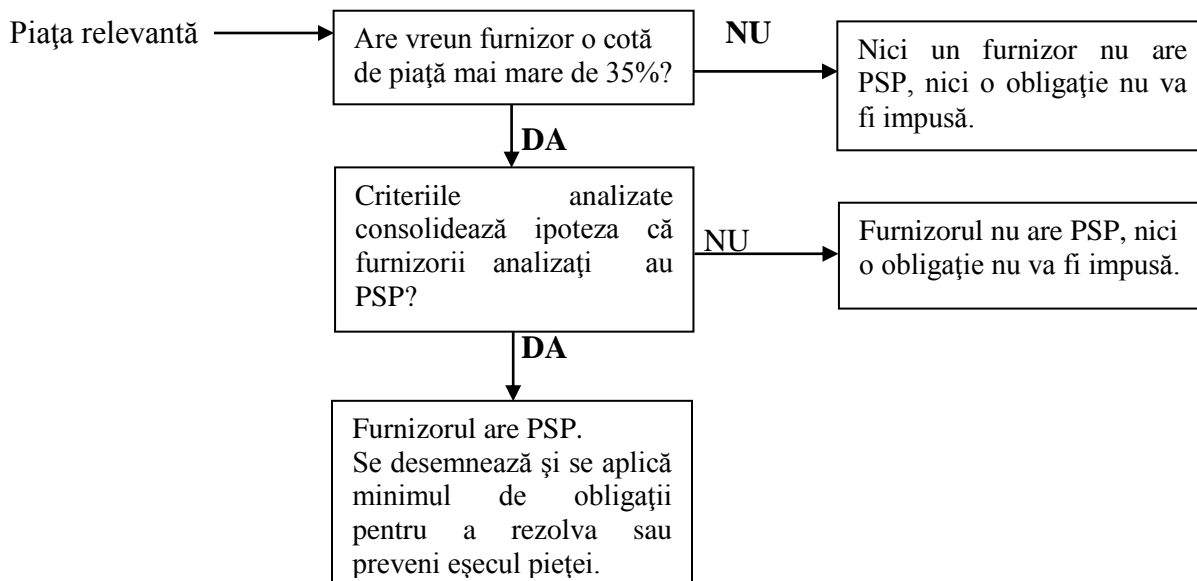 Piaţa relevantă
Are vreun furnizor o cotă
de piaţă mai mare de 35%?
NU
Nici un furnizor nu are
PSP, nici o obligaţie nu va
fi impusă.
DA
Criteriile analizate
consolidează ipoteza că
furnizorii analizaţi au
PSP?
NU
Furnizorul nu are PSP, nici
o obligaţie nu va fi impusă.
DA
Furnizorul are PSP.
Se desemnează şi se aplică
minimul de obligaţii
pentru a rezolva sau
preveni eşecul pieţei.